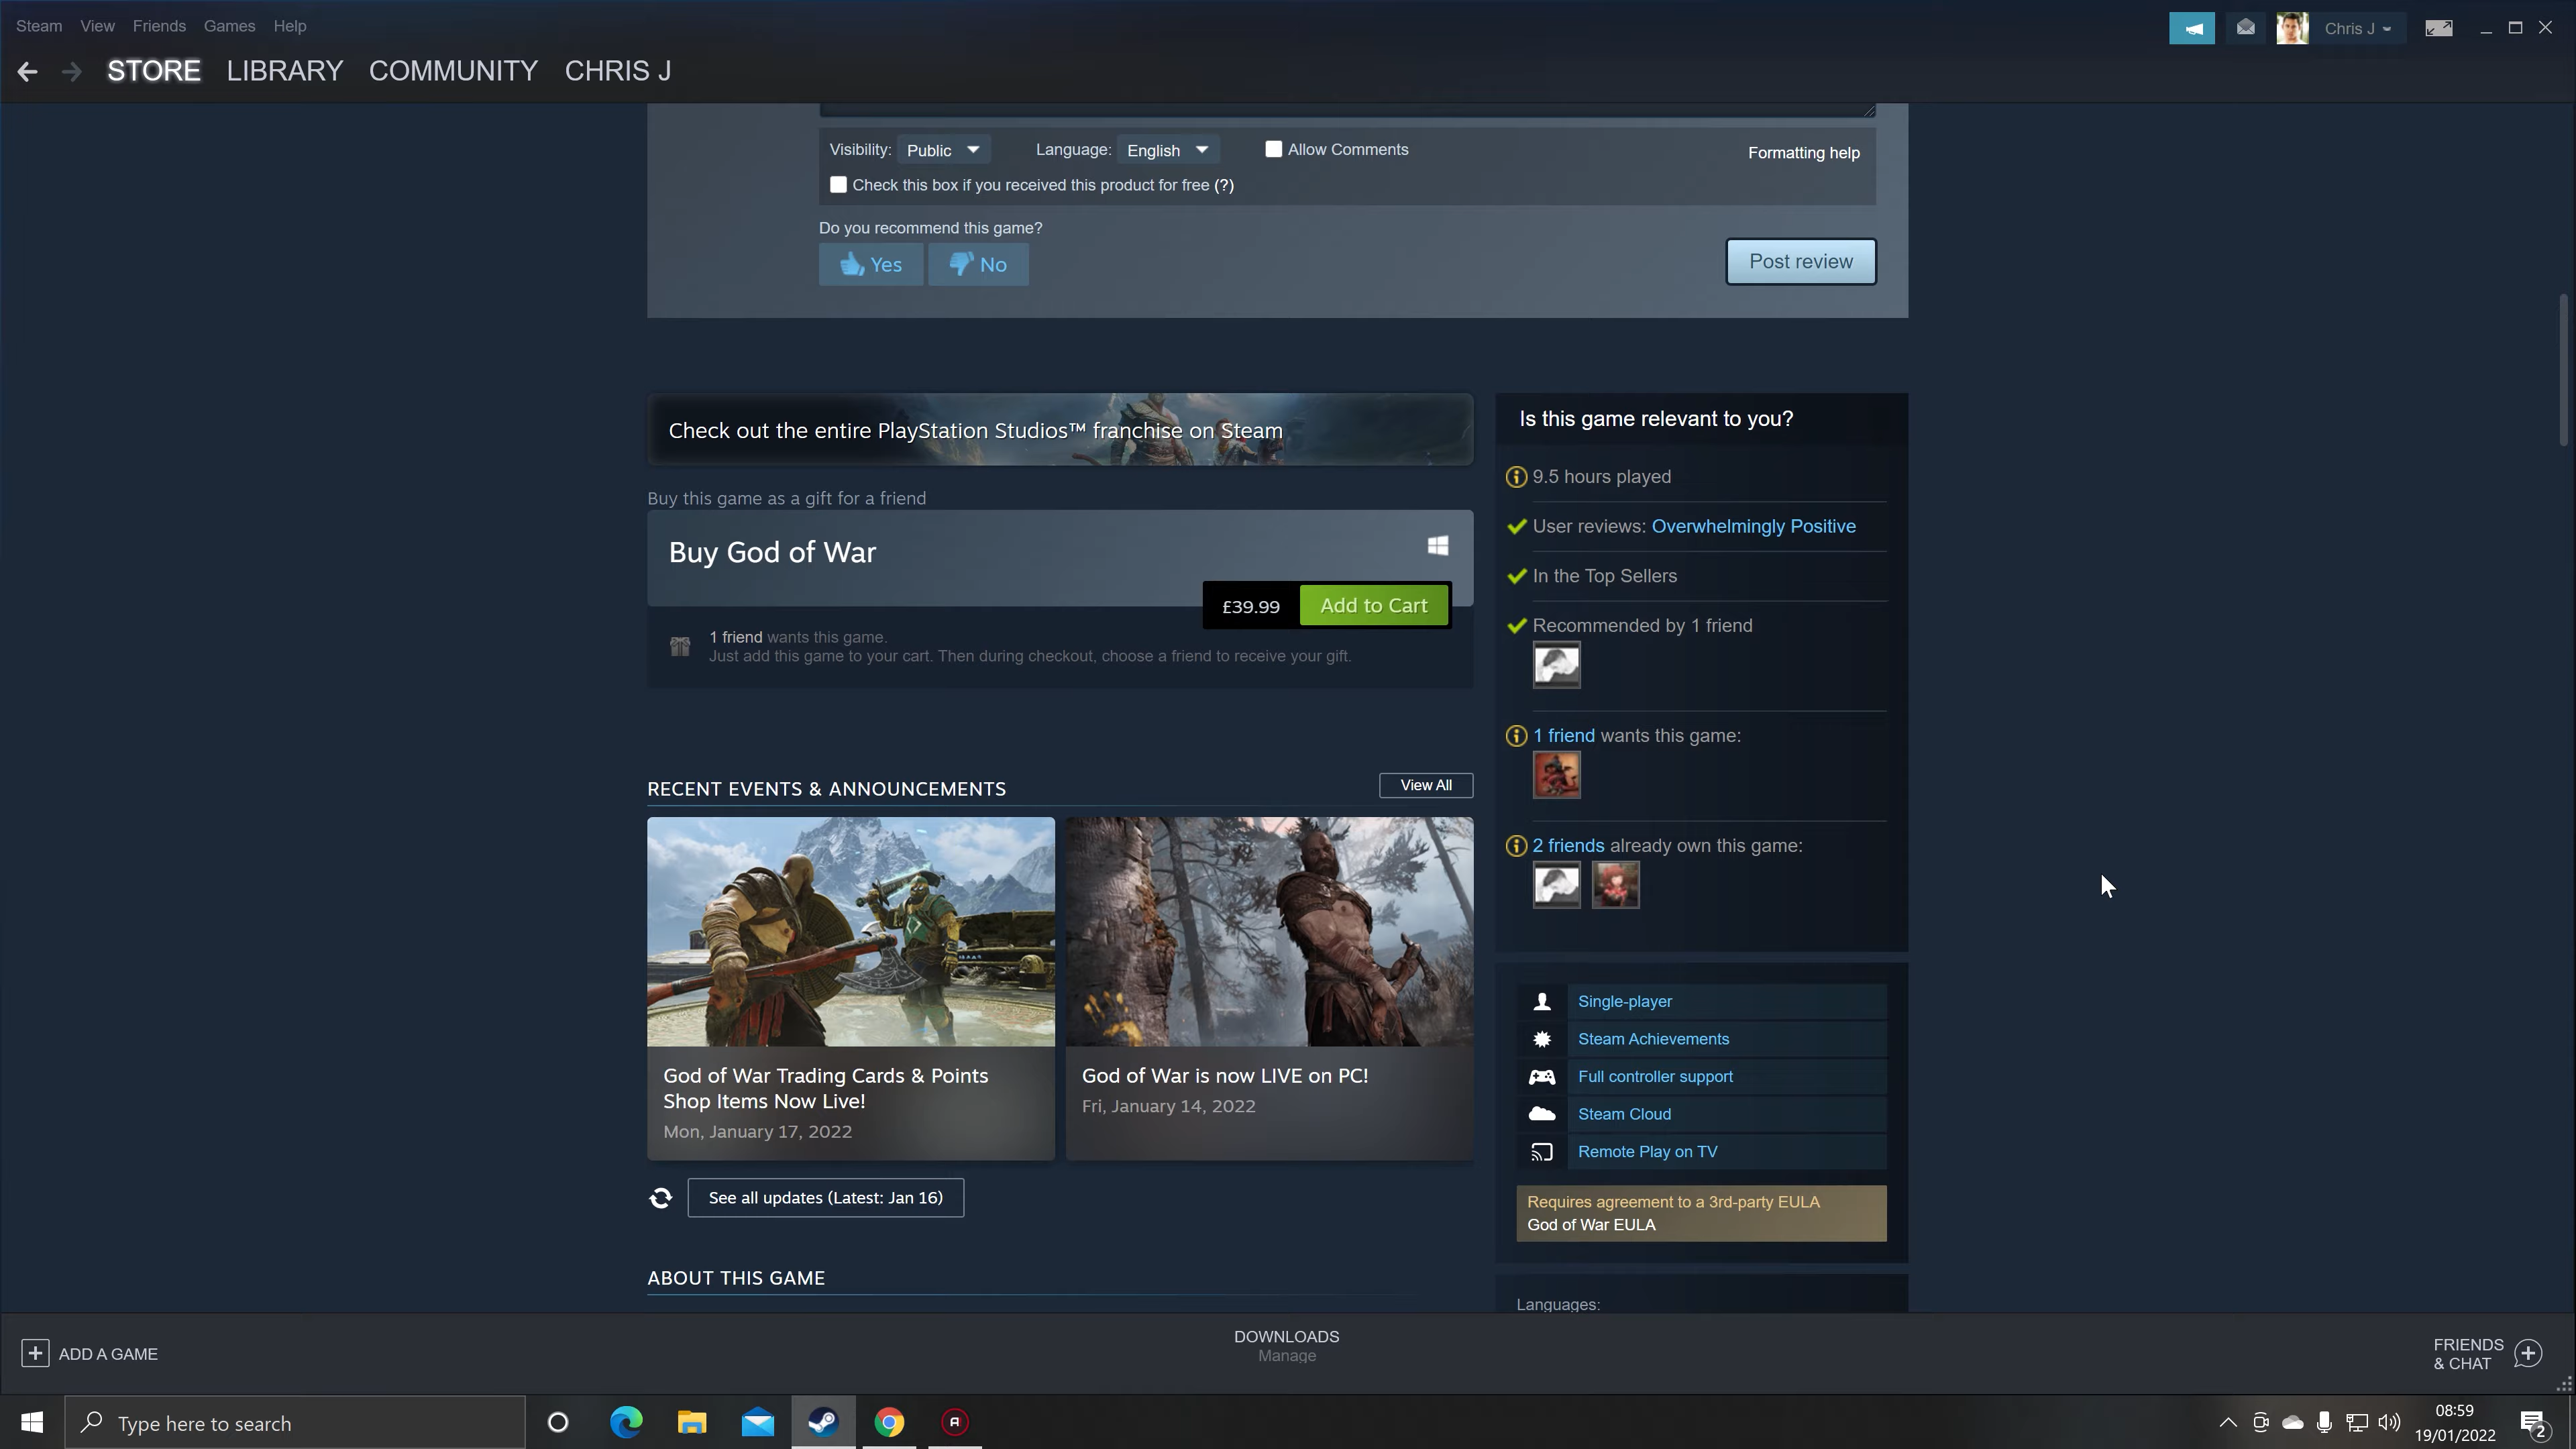 Steam View Friends Games Help
Chris J
STORE LIBRARY COMMUNITY CHRIS J
Visibility: Public Language: English Allow Comments Formatting help
Check this box if you received this product for free (?)
Do you recommend this game?
Yes No
Post review
Check out the entire PlayStation Studios™ franchise on Steam
Buy this game as a gift for a friend
Buy God of War
£39.99 Add to Cart
1 friend wants this game.
Just add this game to your cart. Then during checkout, choose a friend to receive your gift.
RECENT EVENTS & ANNOUNCEMENTS View All
God of War Trading Cards & Points
Shop Items Now Live!
Mon, January 17, 2022
God of War is now LIVE on PC!
Fri, January 14, 2022
See all updates (Latest: Jan 16)
ABOUT THIS GAME
Is this game relevant to you?
9.5 hours played
User reviews: Overwhelmingly Positive
In the Top Sellers
Recommended by 1 friend
1 friend wants this game:
2 friends already own this game:
Single-player
Steam Achievements
Full controller support
Steam Cloud
Remote Play on TV
Requires agreement to a 3rd-party EULA
God of War EULA
Languages:
ADD A GAME
DOWNLOADS
Manage
FRIENDS
& CHAT
Type here to search
08:59
19/01/2022
2